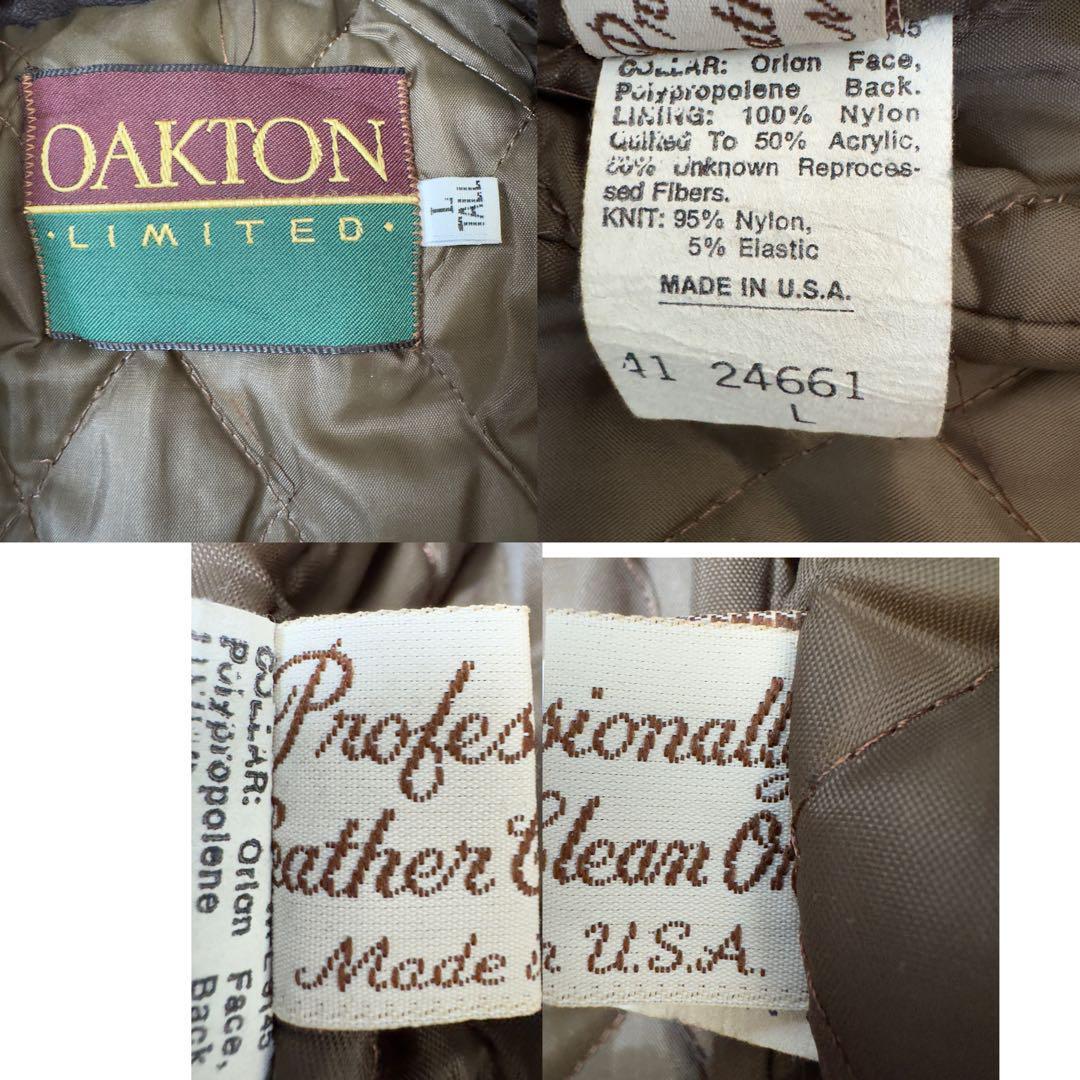 OAKTON
• LIMITED •
L
TALL
45
COLLAR: Orlon Face,
Polypropolene Back.
LINING: 100% Nylon
Quilted To 50% Acrylic,
50% Unknown Reproces-
sed Fibers.
KNIT: 95% Nylon,
5% Elastic
MADE IN U.S.A.
41 24661
L
COLLAR: Orlon Face,
Polypropolene Back
Professionally
Leather Clean On
Made in U.S.A.